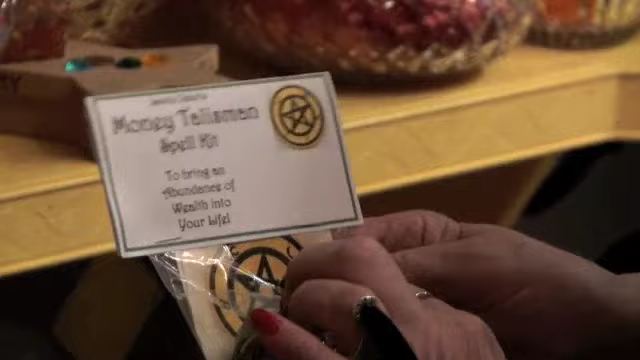 Money Talisman
Spell Kit
To bring an
Abundance of
Wealth into
Your Life!